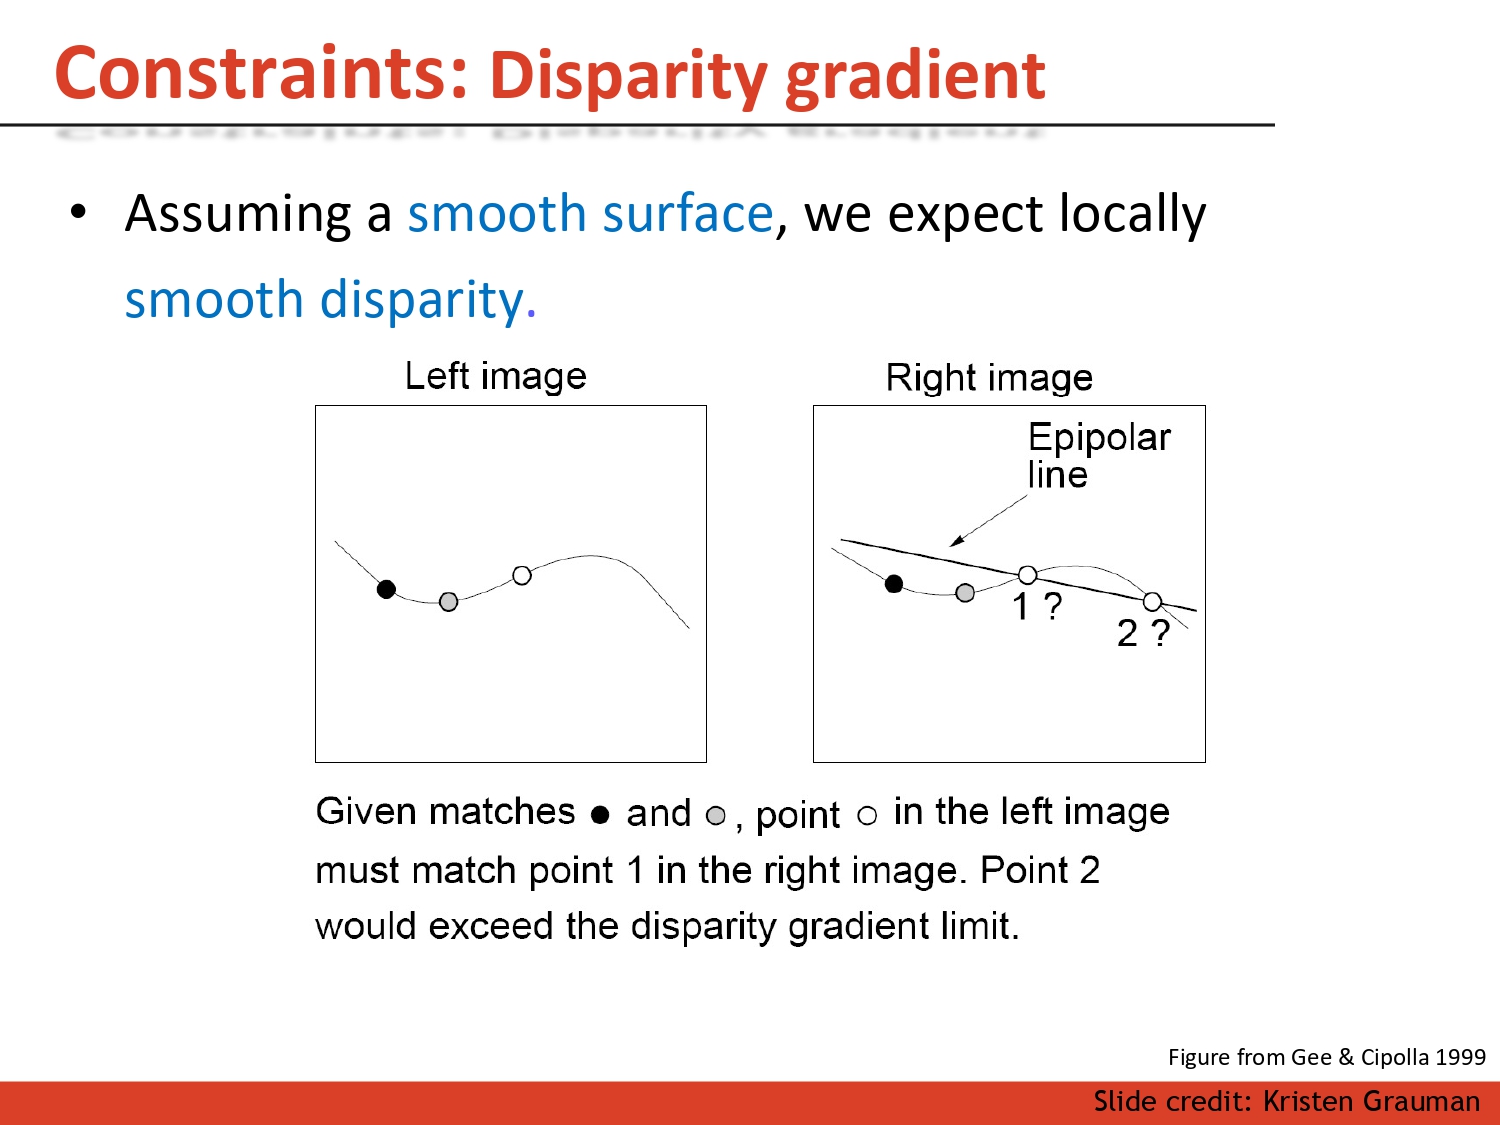 Constraints: Disparity gradient
• Assuming a smooth surface, we expect locally
smooth disparity.
Left image
Right image
Epipolar
line
1 ?
2 ?
Given matches ● and ●, point ○ in the left image
must match point 1 in the right image. Point 2
would exceed the disparity gradient limit.
Figure from Gee & Cipolla 1999
Slide credit: Kristen Grauman